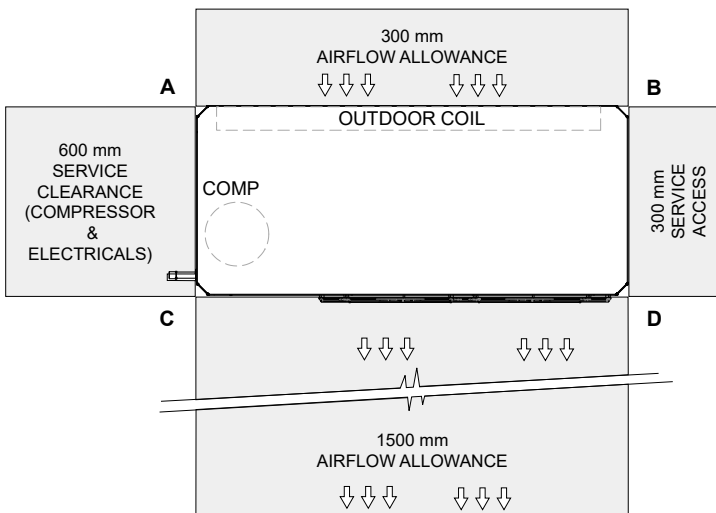 300 mm
AIRFLOW ALLOWANCE
A
B
OUTDOOR COIL
600 mm
SERVICE
CLEARANCE
(COMPRESSOR
&
ELECTRICALS)
COMP
300 mm
SERVICE
ACCESS
C
D
1500 mm
AIRFLOW ALLOWANCE